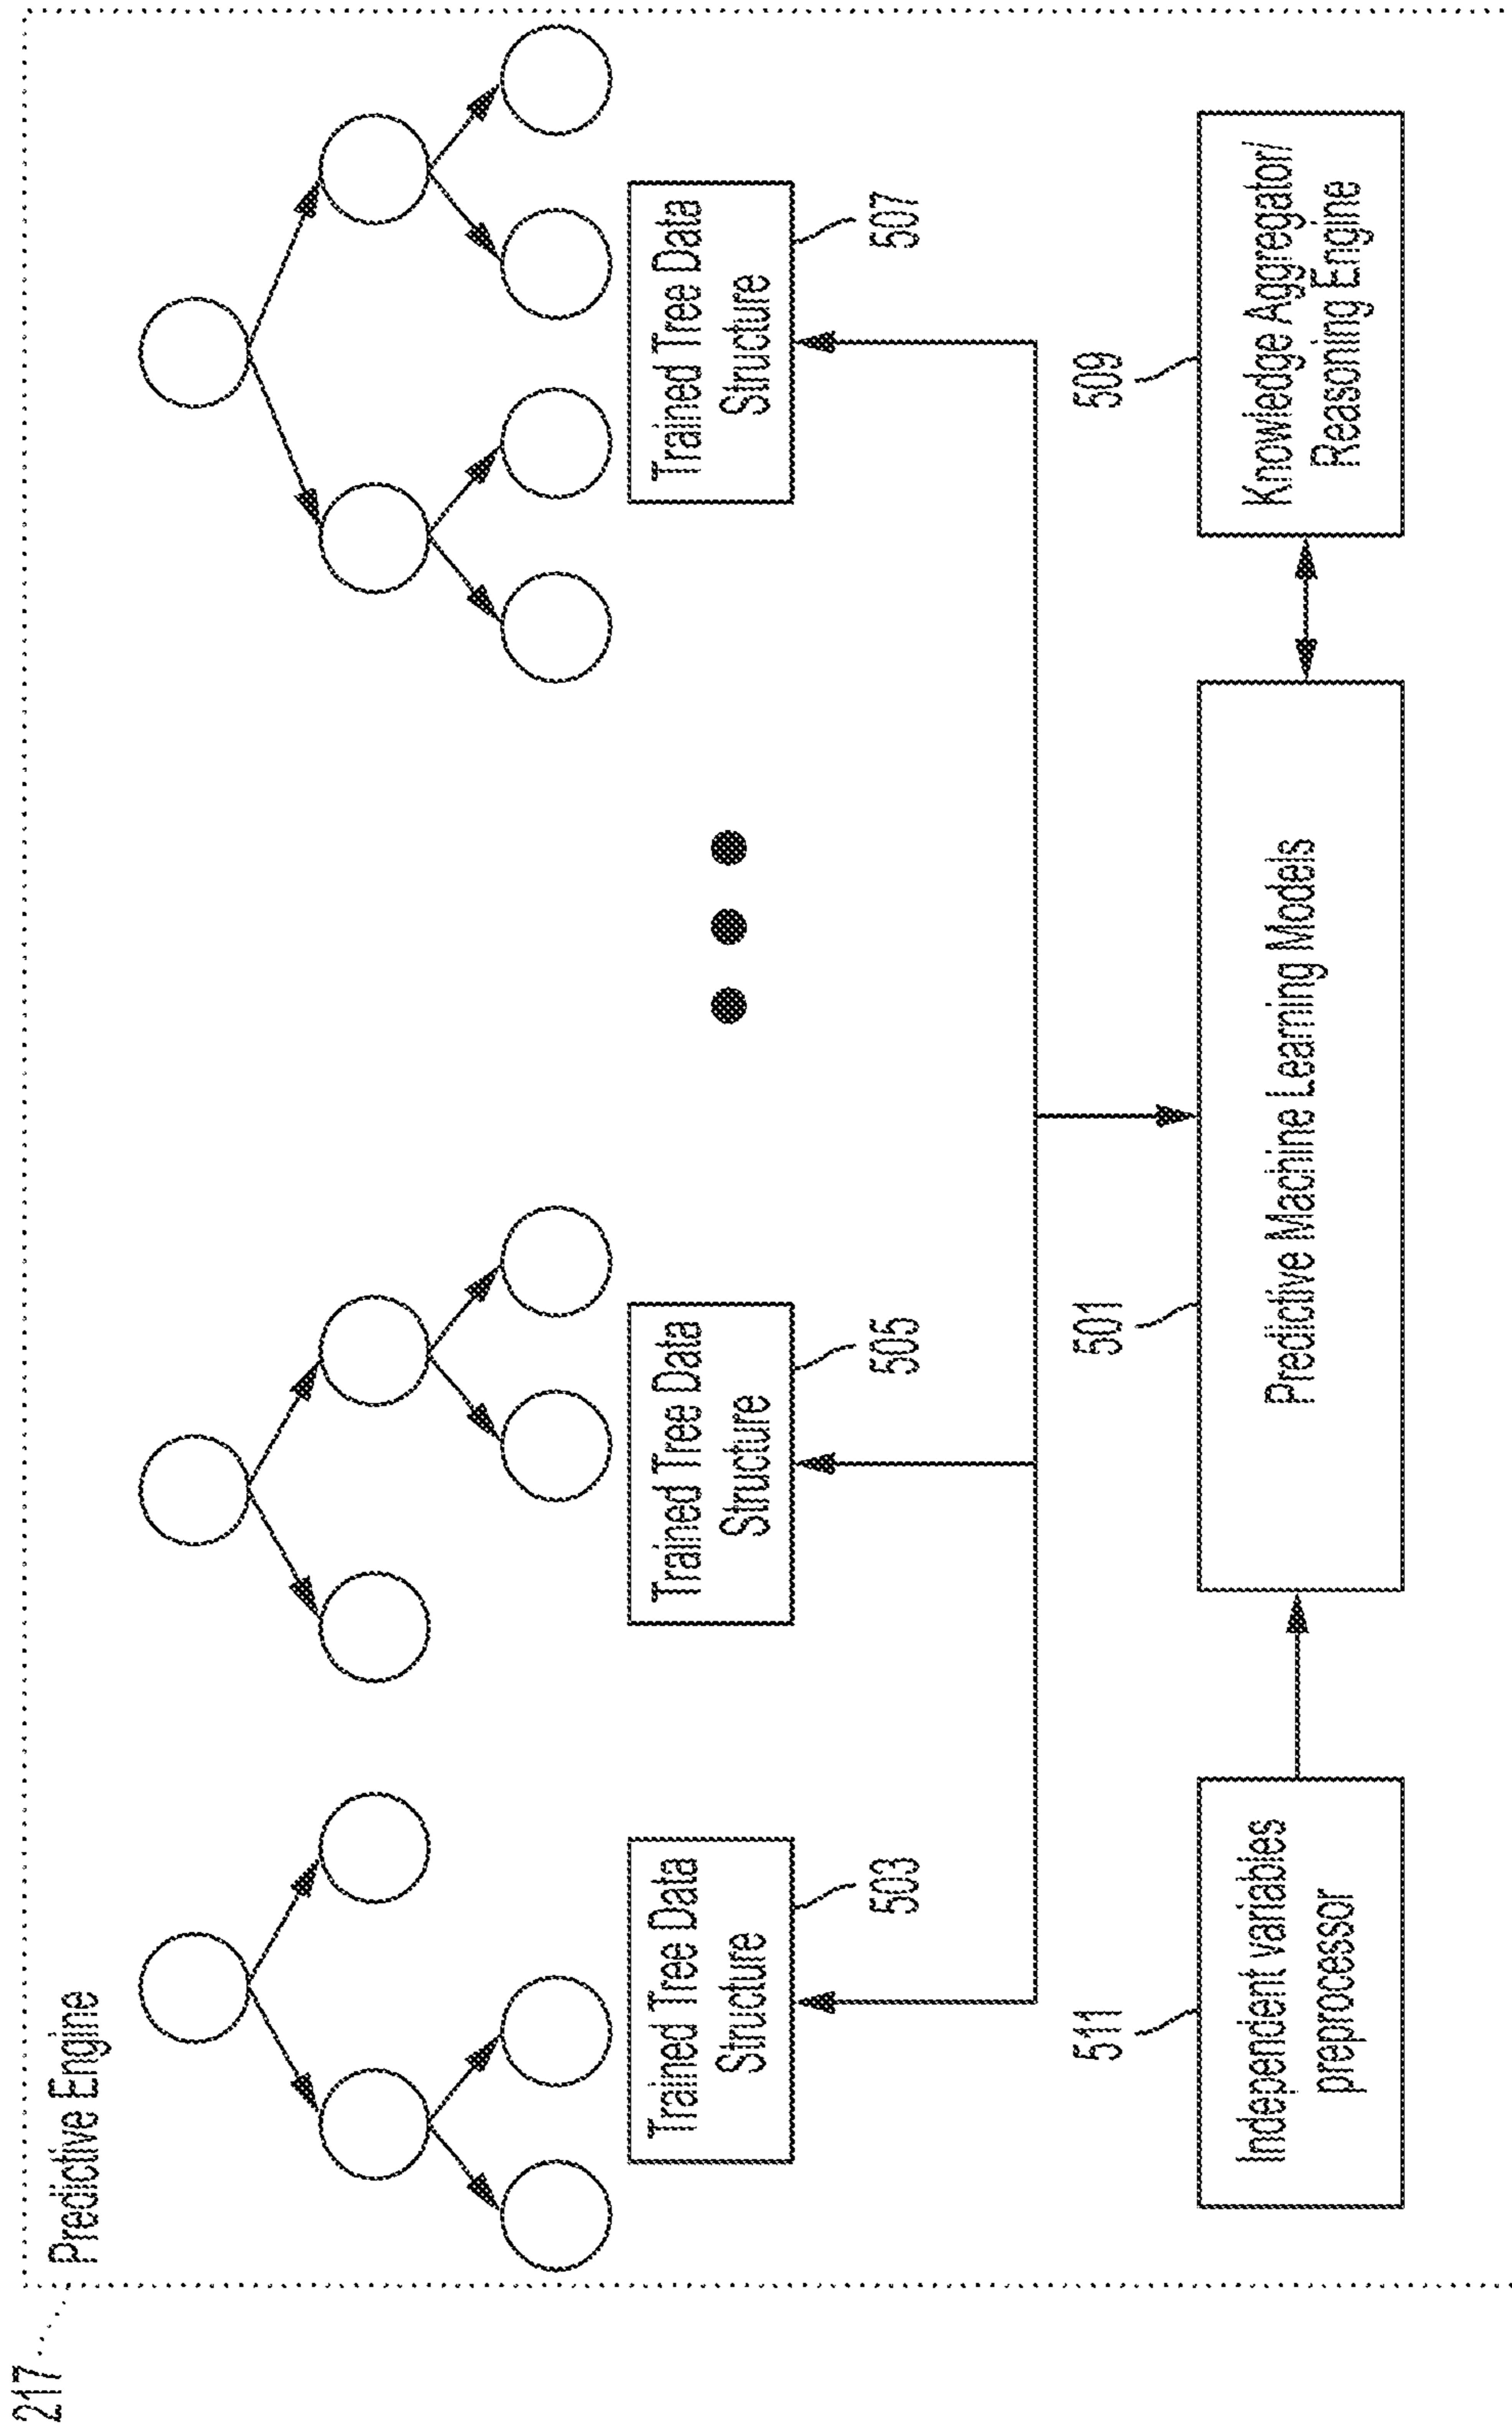 217
Predictive Engine
Trained Tree Data
Structure
503
Trained Tree Data
Structure
505
Trained Tree Data
Structure
507
511
Independent variables
preprocessor
501
Predictive Machine Learning Models
509
Knowledge Aggregator/
Reasoning Engine